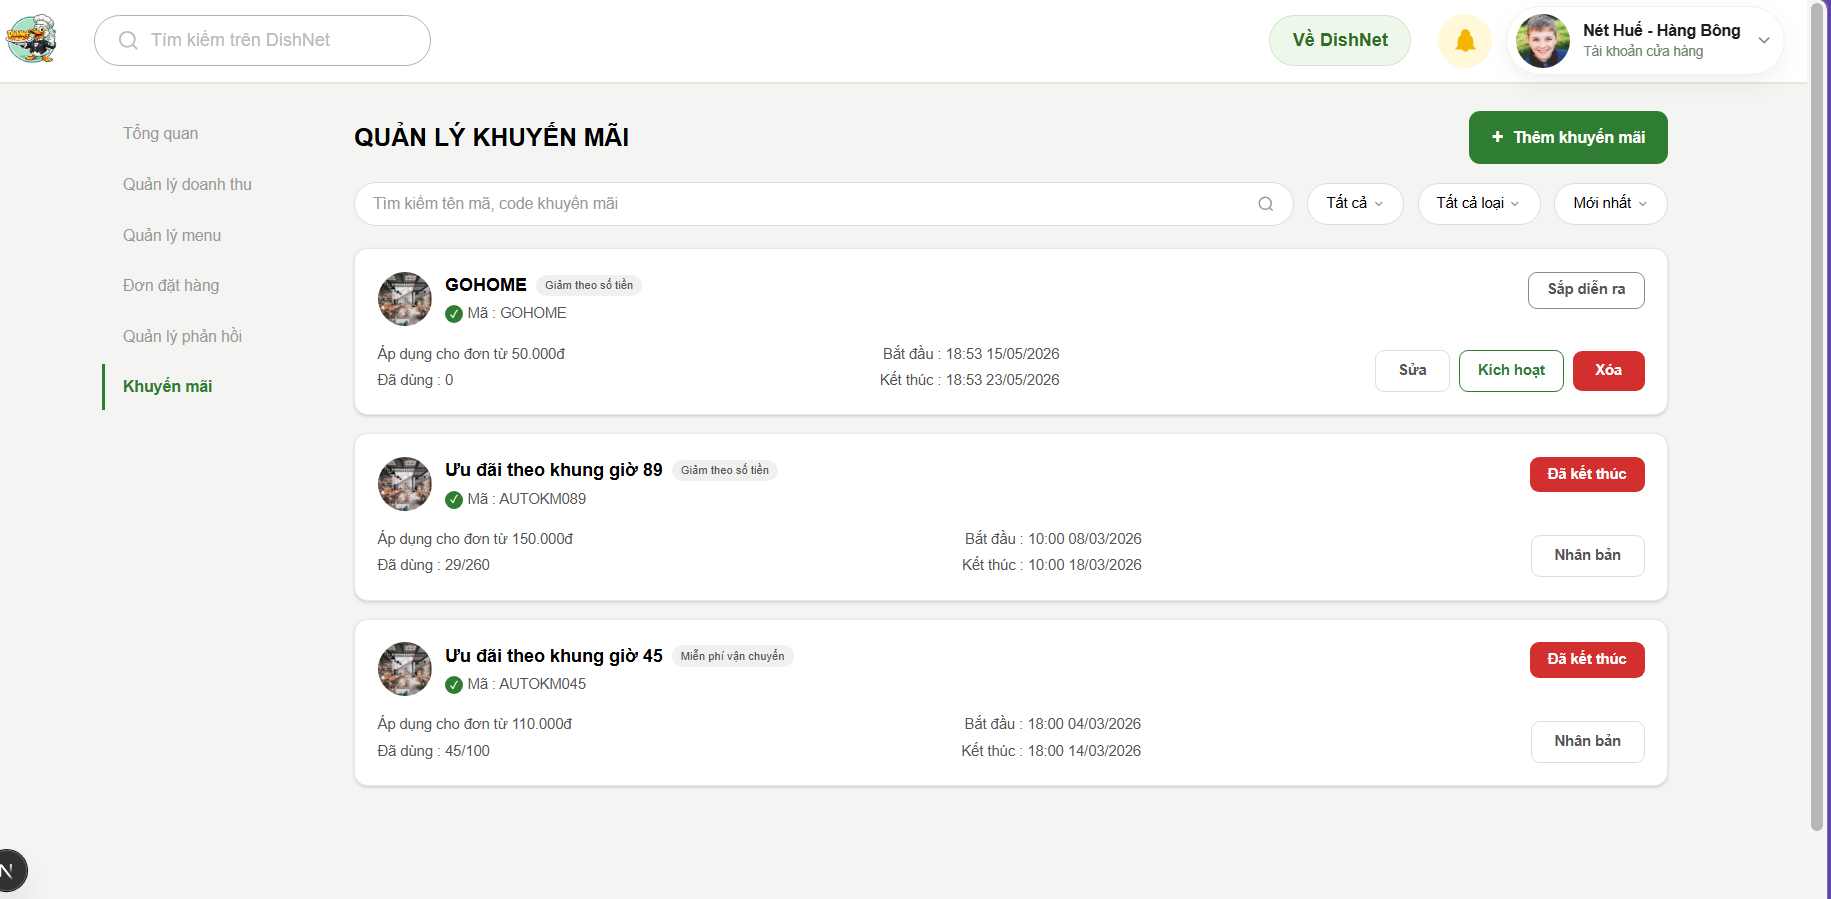 Tìm kiếm trên DishNet
Về DishNet
Nét Huế - Hàng Bông
Tài khoản cửa hàng
Tổng quan
Quản lý doanh thu
Quản lý menu
Đơn đặt hàng
Quản lý phản hồi
Khuyến mãi
QUẢN LÝ KHUYẾN MÃI
+ Thêm khuyến mãi
Tìm kiếm tên mã, code khuyến mãi
Tất cả
Tất cả loại
Mới nhất
GOHOME Giảm theo số tiền
Sắp diễn ra
Mã : GOHOME
Áp dụng cho đơn từ 50.000đ
Bắt đầu : 18:53 15/05/2026
Đã dùng : 0
Kết thúc : 18:53 23/05/2026
Sửa
Kích hoạt
Xóa
Ưu đãi theo khung giờ 89 Giảm theo số tiền
Đã kết thúc
Mã : AUTOKM089
Áp dụng cho đơn từ 150.000đ
Bắt đầu : 10:00 08/03/2026
Đã dùng : 29/260
Kết thúc : 10:00 18/03/2026
Nhân bản
Ưu đãi theo khung giờ 45 Miễn phí vận chuyển
Đã kết thúc
Mã : AUTOKM045
Áp dụng cho đơn từ 110.000đ
Bắt đầu : 18:00 04/03/2026
Đã dùng : 45/100
Kết thúc : 18:00 14/03/2026
Nhân bản
N